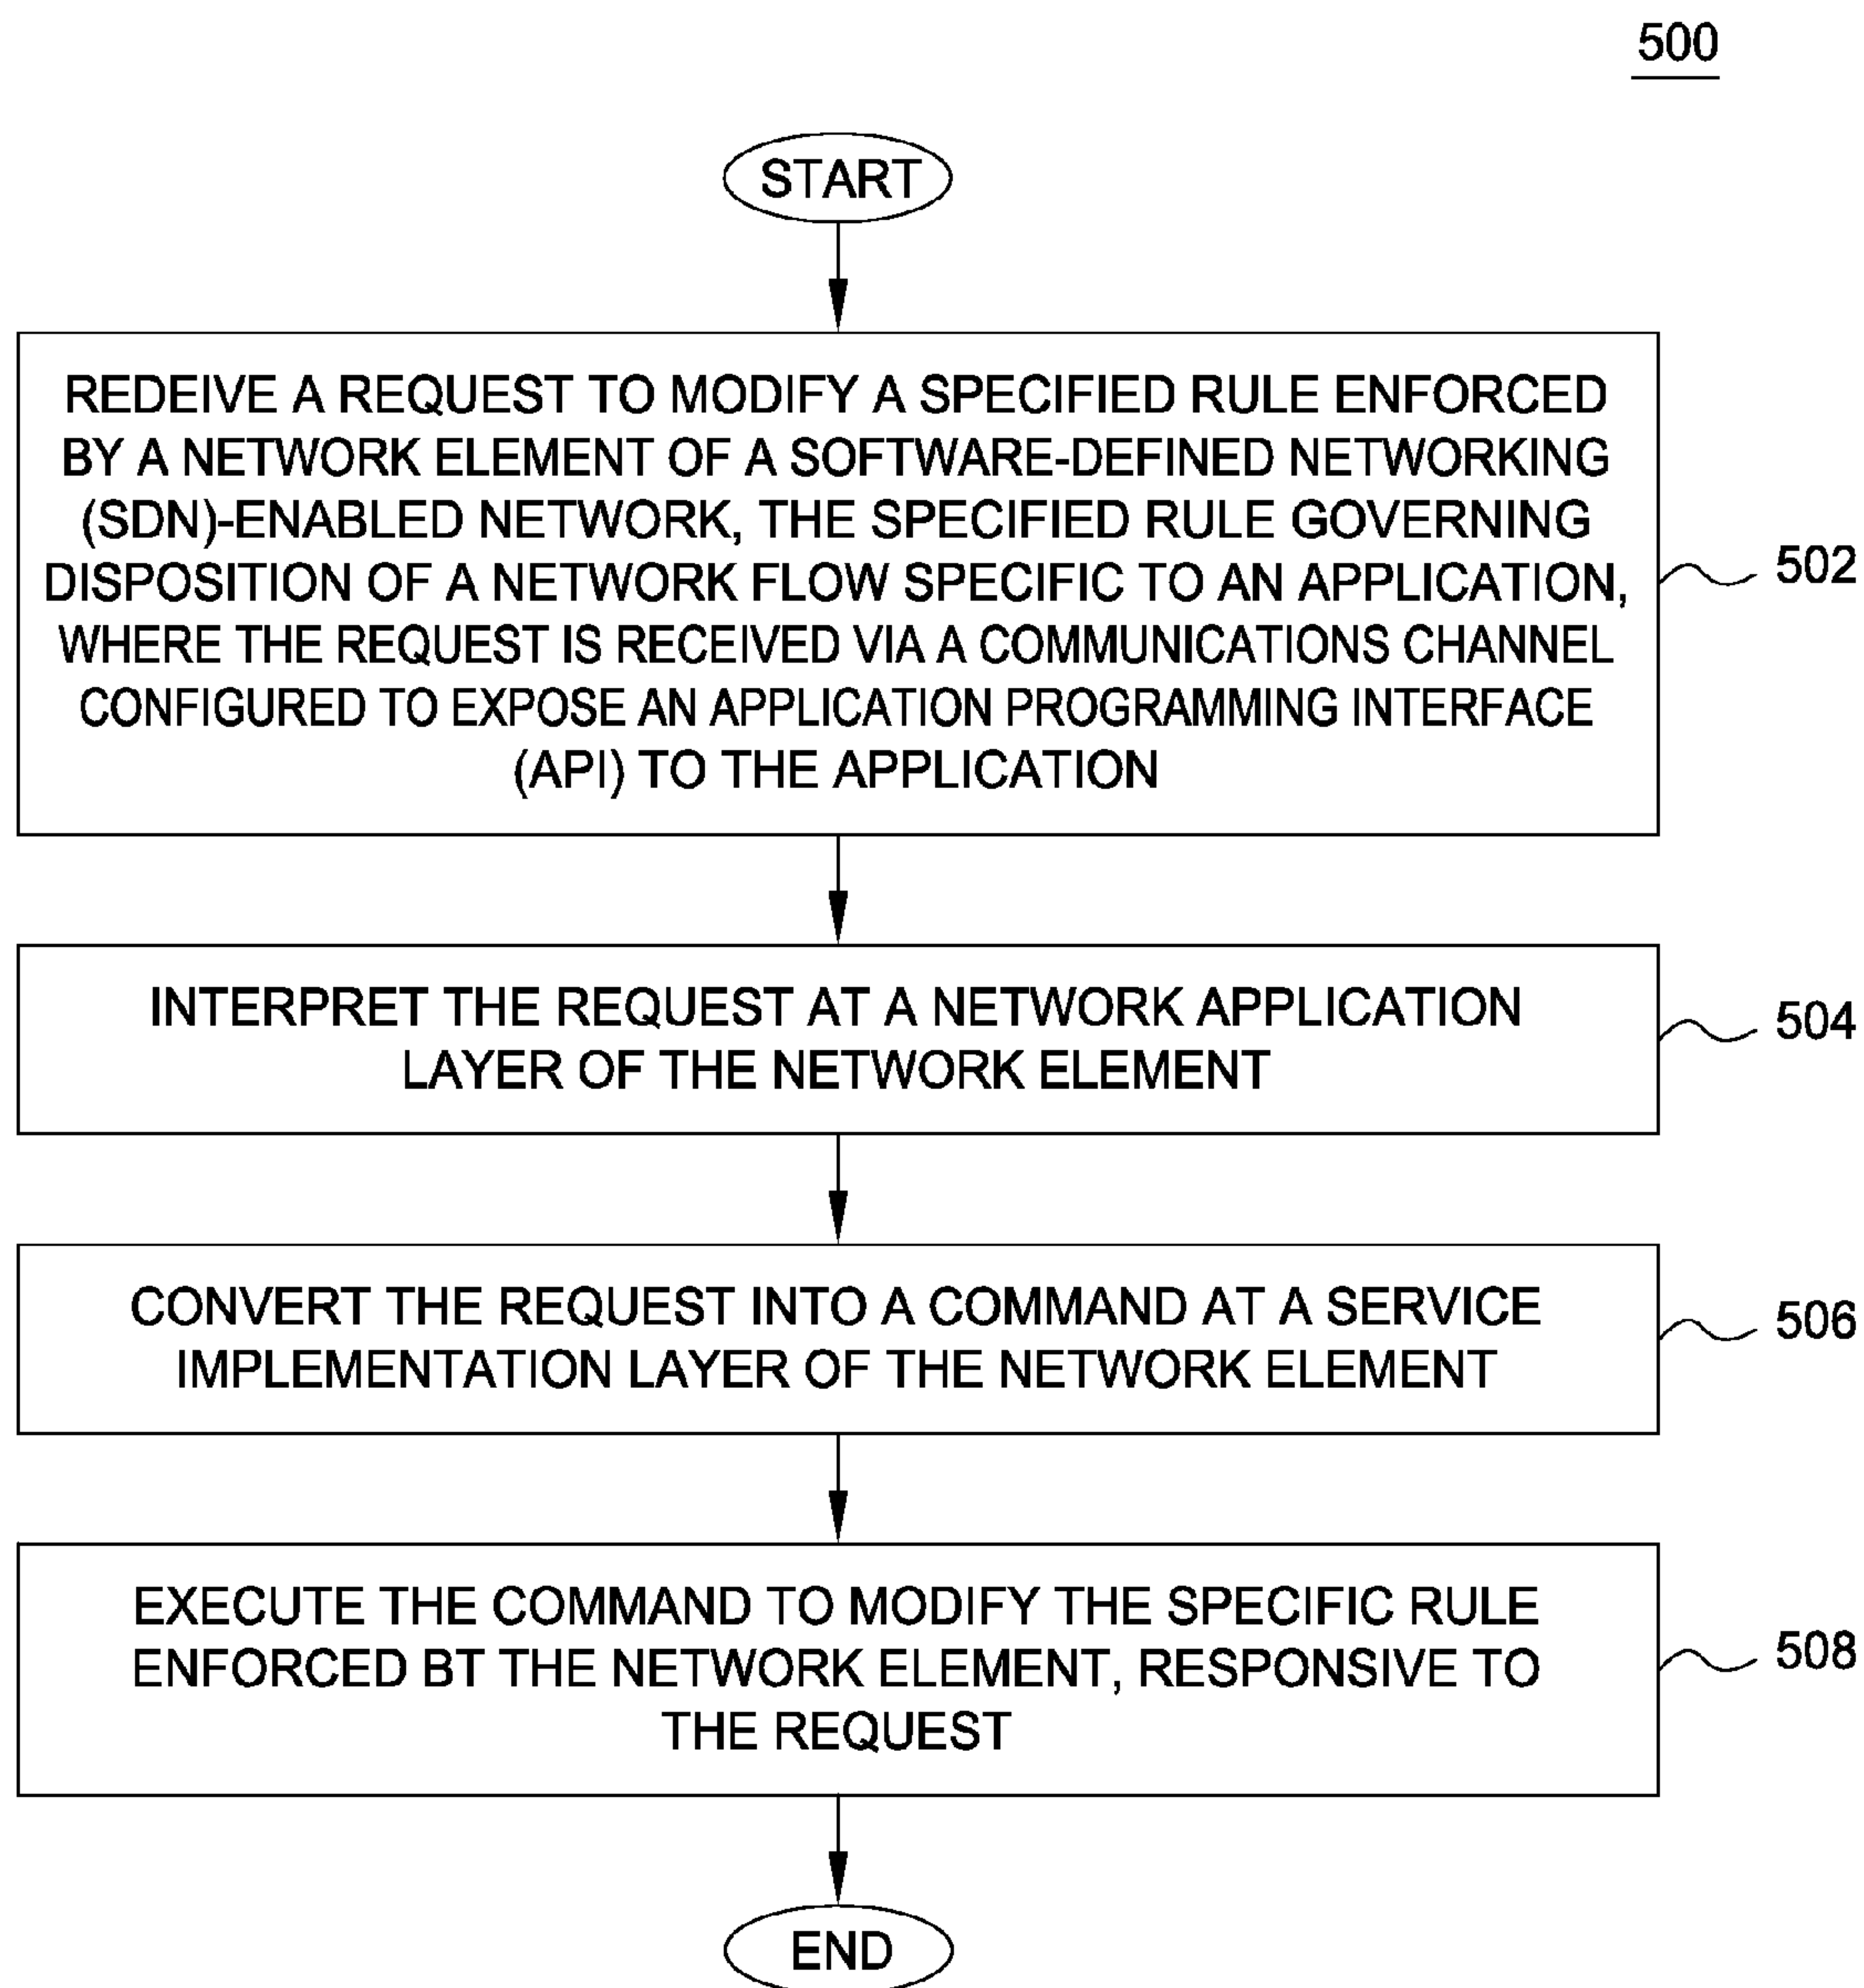 500
START
REDEIVE A REQUEST TO MODIFY A SPECIFIED RULE ENFORCED
BY A NETWORK ELEMENT OF A SOFTWARE-DEFINED NETWORKING
(SDN)-ENABLED NETWORK, THE SPECIFIED RULE GOVERNING
DISPOSITION OF A NETWORK FLOW SPECIFIC TO AN APPLICATION,
WHERE THE REQUEST IS RECEIVED VIA A COMMUNICATIONS CHANNEL
CONFIGURED TO EXPOSE AN APPLICATION PROGRAMMING INTERFACE
(API) TO THE APPLICATION
502
INTERPRET THE REQUEST AT A NETWORK APPLICATION
LAYER OF THE NETWORK ELEMENT
504
CONVERT THE REQUEST INTO A COMMAND AT A SERVICE
IMPLEMENTATION LAYER OF THE NETWORK ELEMENT
506
EXECUTE THE COMMAND TO MODIFY THE SPECIFIC RULE
ENFORCED BT THE NETWORK ELEMENT, RESPONSIVE TO
THE REQUEST
508
END